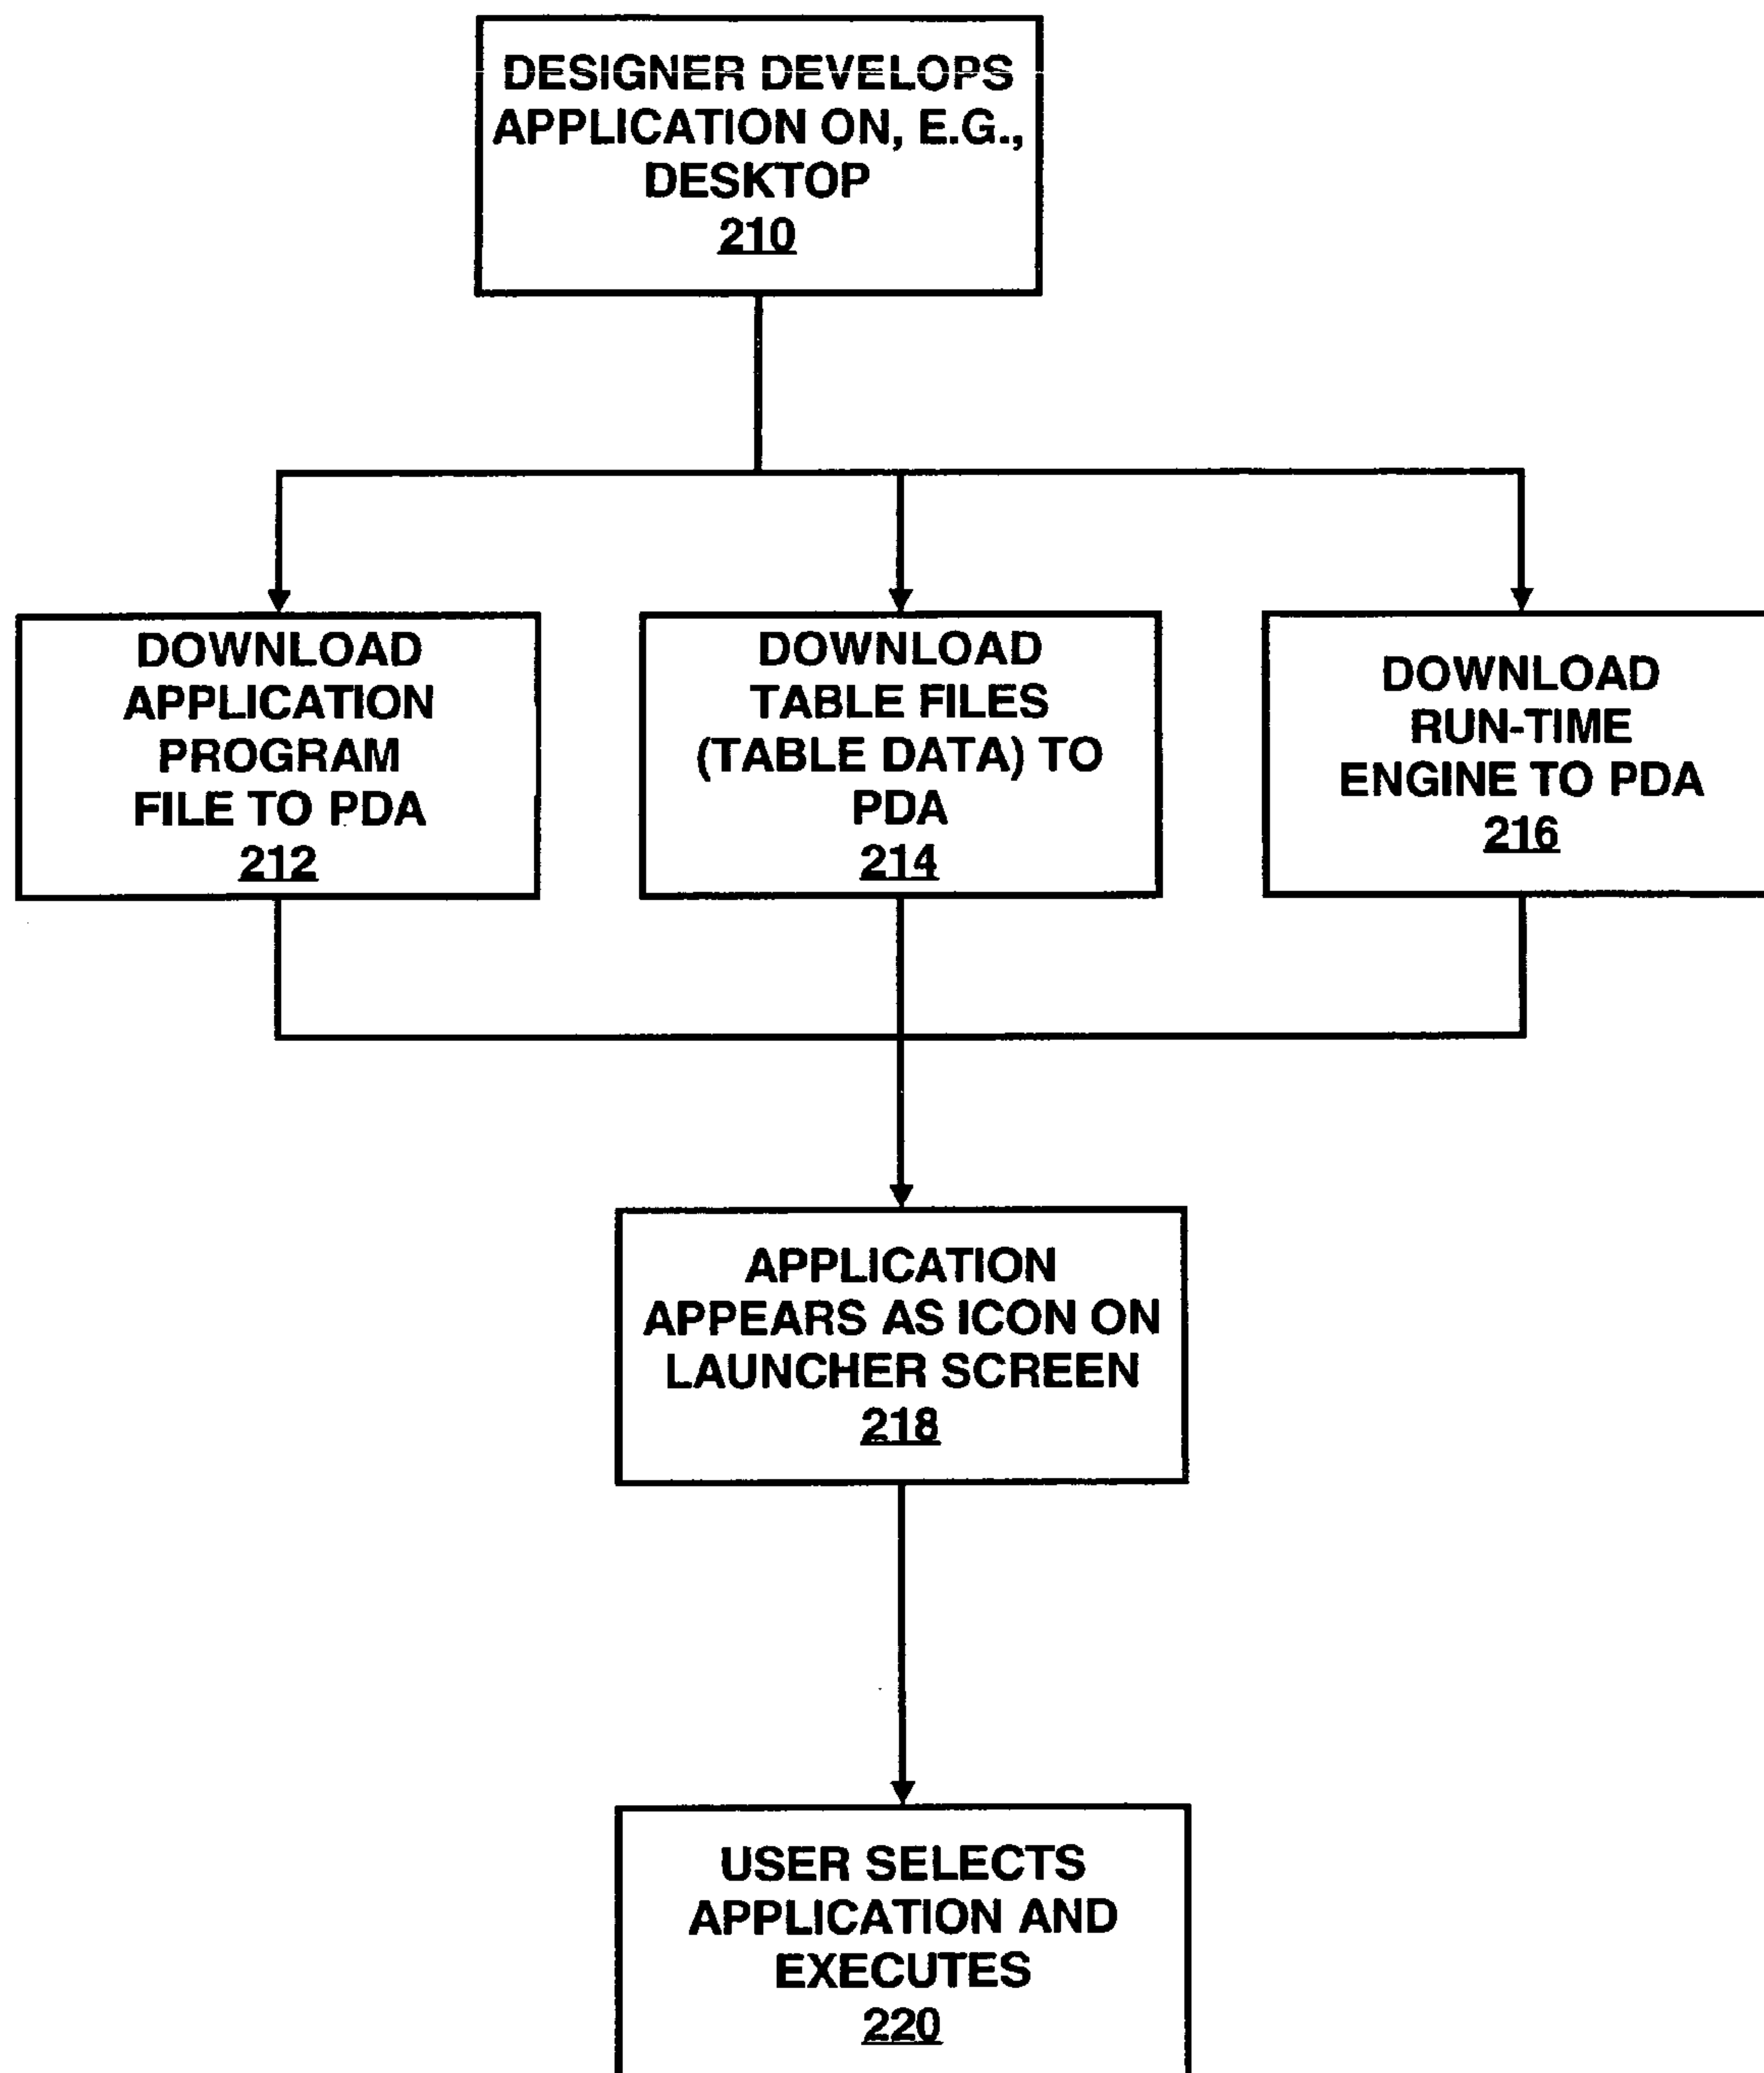 DESIGNER DEVELOPS
APPLICATION ON, E.G.,
DESKTOP
210
DOWNLOAD
APPLICATION
PROGRAM
FILE TO PDA
212
DOWNLOAD
TABLE FILES
(TABLE DATA) TO
PDA
214
DOWNLOAD
RUN-TIME
ENGINE TO PDA
216
APPLICATION
APPEARS AS ICON ON
LAUNCHER SCREEN
218
USER SELECTS
APPLICATION AND
EXECUTES
220